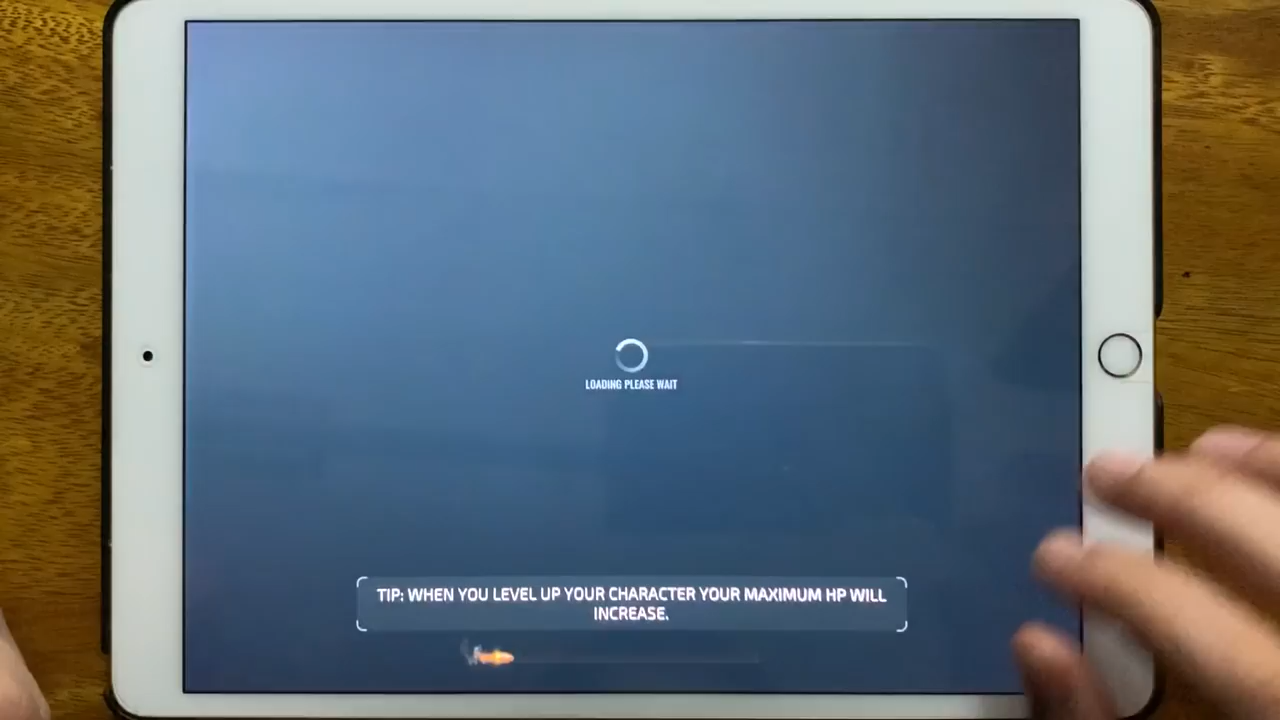 LOADING PLEASE WAIT
TIP: WHEN YOU LEVEL UP YOUR CHARACTER YOUR MAXIMUM HP WILL
INCREASE.